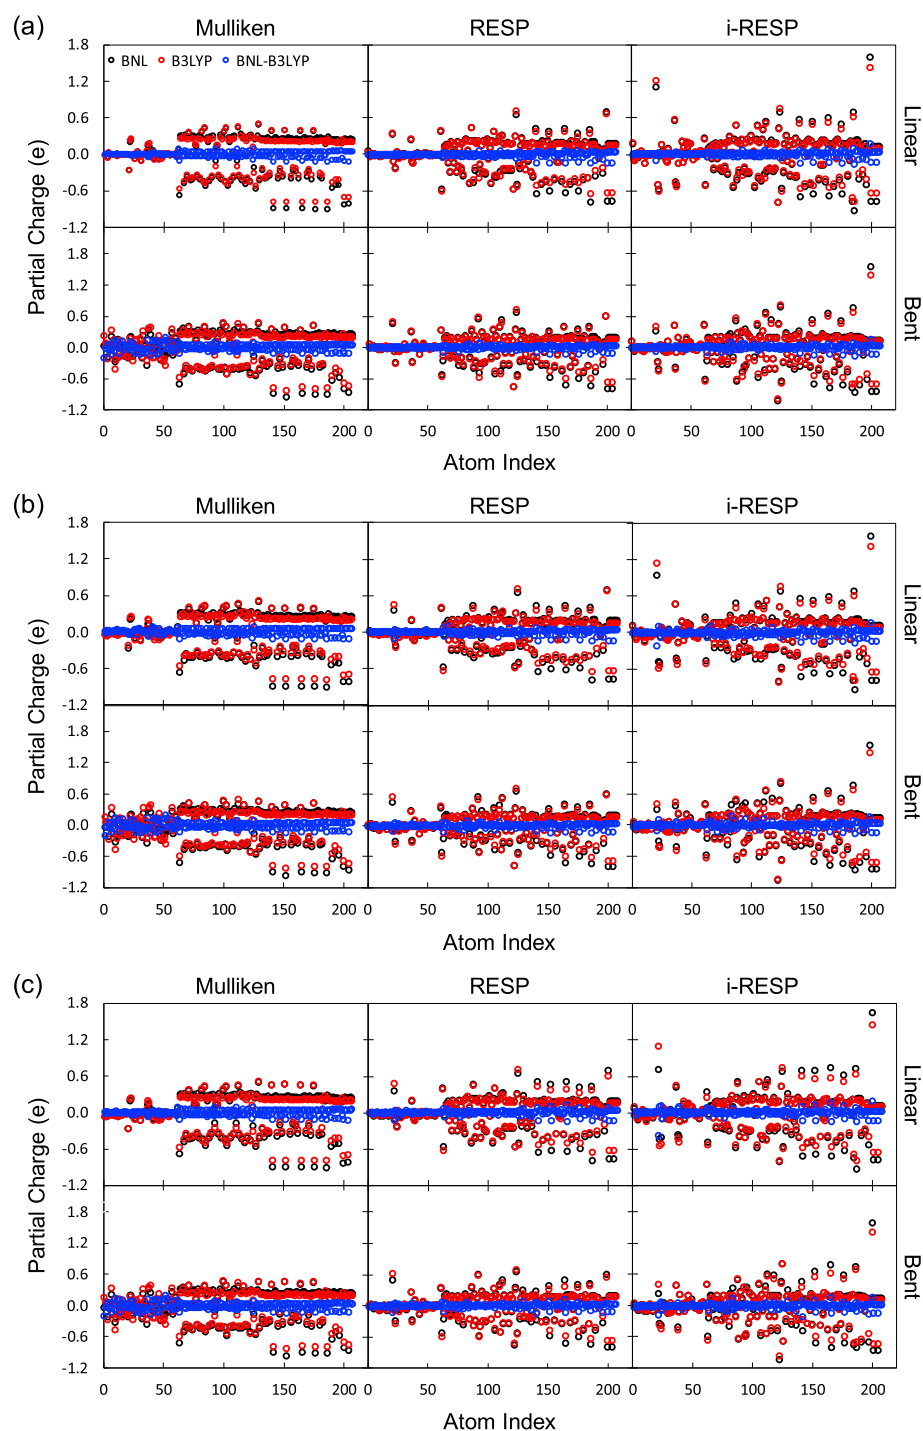 (a)
Mulliken RESP i-RESP
1.8
BNL B3LYP BNL-B3LYP
1.2
0.6
0.0
-0.6
-1.2
Linear
1.8
1.2
0.6
0.0
-0.6
-1.2
Bent
Partial Charge (e)
0 50 100 150 200 0 50 100 150 200 0 50 100 150 200
Atom Index
(b)
Mulliken RESP i-RESP
1.8
1.2
0.6
0.0
-0.6
-1.2
Linear
1.8
1.2
0.6
0.0
-0.6
-1.2
Bent
Partial Charge (e)
0 50 100 150 200 0 50 100 150 200 0 50 100 150 200
Atom Index
(c)
Mulliken RESP i-RESP
1.8
1.2
0.6
0.0
-0.6
-1.2
Linear
1.8
1.2
0.6
0.0
-0.6
-1.2
Bent
Partial Charge (e)
0 50 100 150 200 0 50 100 150 200 0 50 100 150 200
Atom Index